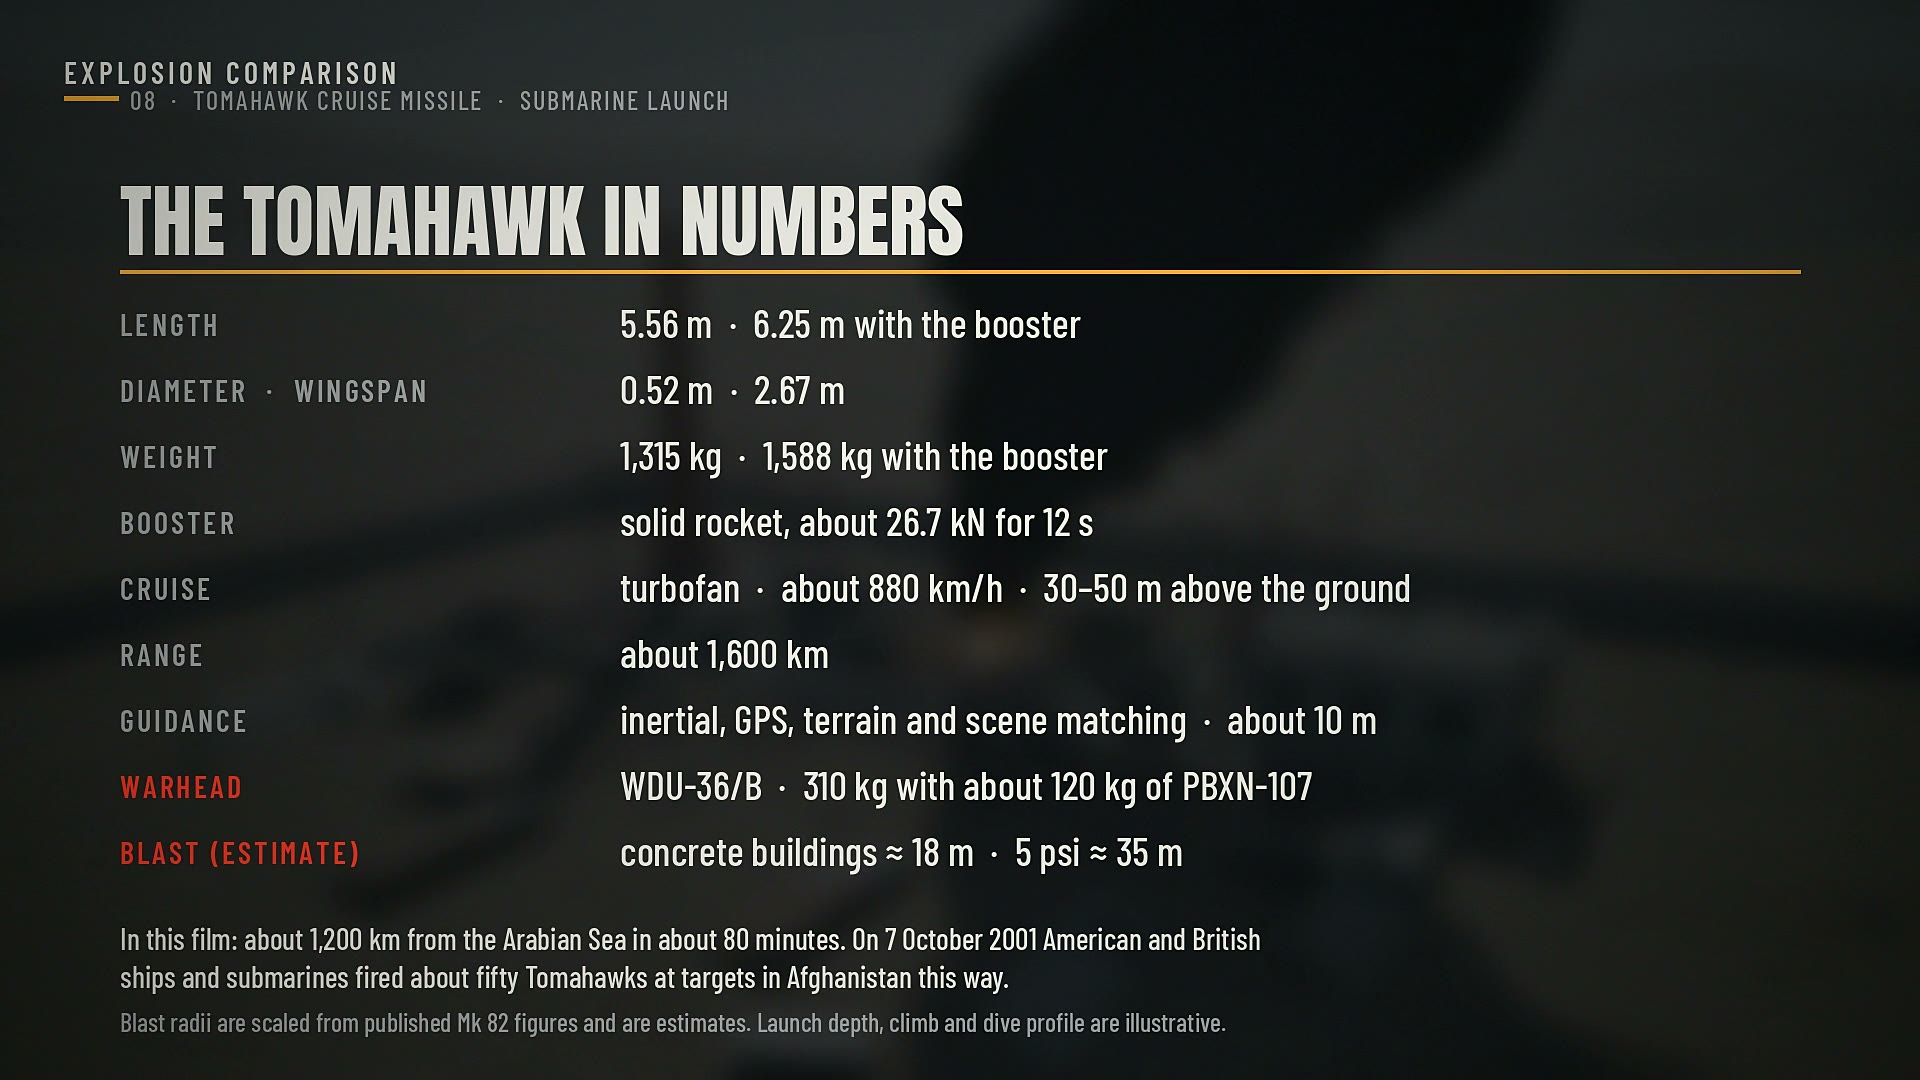 EXPLOSION COMPARISON
08 · TOMAHAWK CRUISE MISSILE · SUBMARINE LAUNCH
THE TOMAHAWK IN NUMBERS
LENGTH 5.56 m · 6.25 m with the booster
DIAMETER · WINGSPAN 0.52 m · 2.67 m
WEIGHT 1,315 kg · 1,588 kg with the booster
BOOSTER solid rocket, about 26.7 kN for 12 s
CRUISE turbofan · about 880 km/h · 30–50 m above the ground
RANGE about 1,600 km
GUIDANCE inertial, GPS, terrain and scene matching · about 10 m
WARHEAD WDU-36/B · 310 kg with about 120 kg of PBXN-107
BLAST (ESTIMATE) concrete buildings ≈ 18 m · 5 psi ≈ 35 m
In this film: about 1,200 km from the Arabian Sea in about 80 minutes. On 7 October 2001 American and British
ships and submarines fired about fifty Tomahawks at targets in Afghanistan this way.
Blast radii are scaled from published Mk 82 figures and are estimates. Launch depth, climb and dive profile are illustrative.